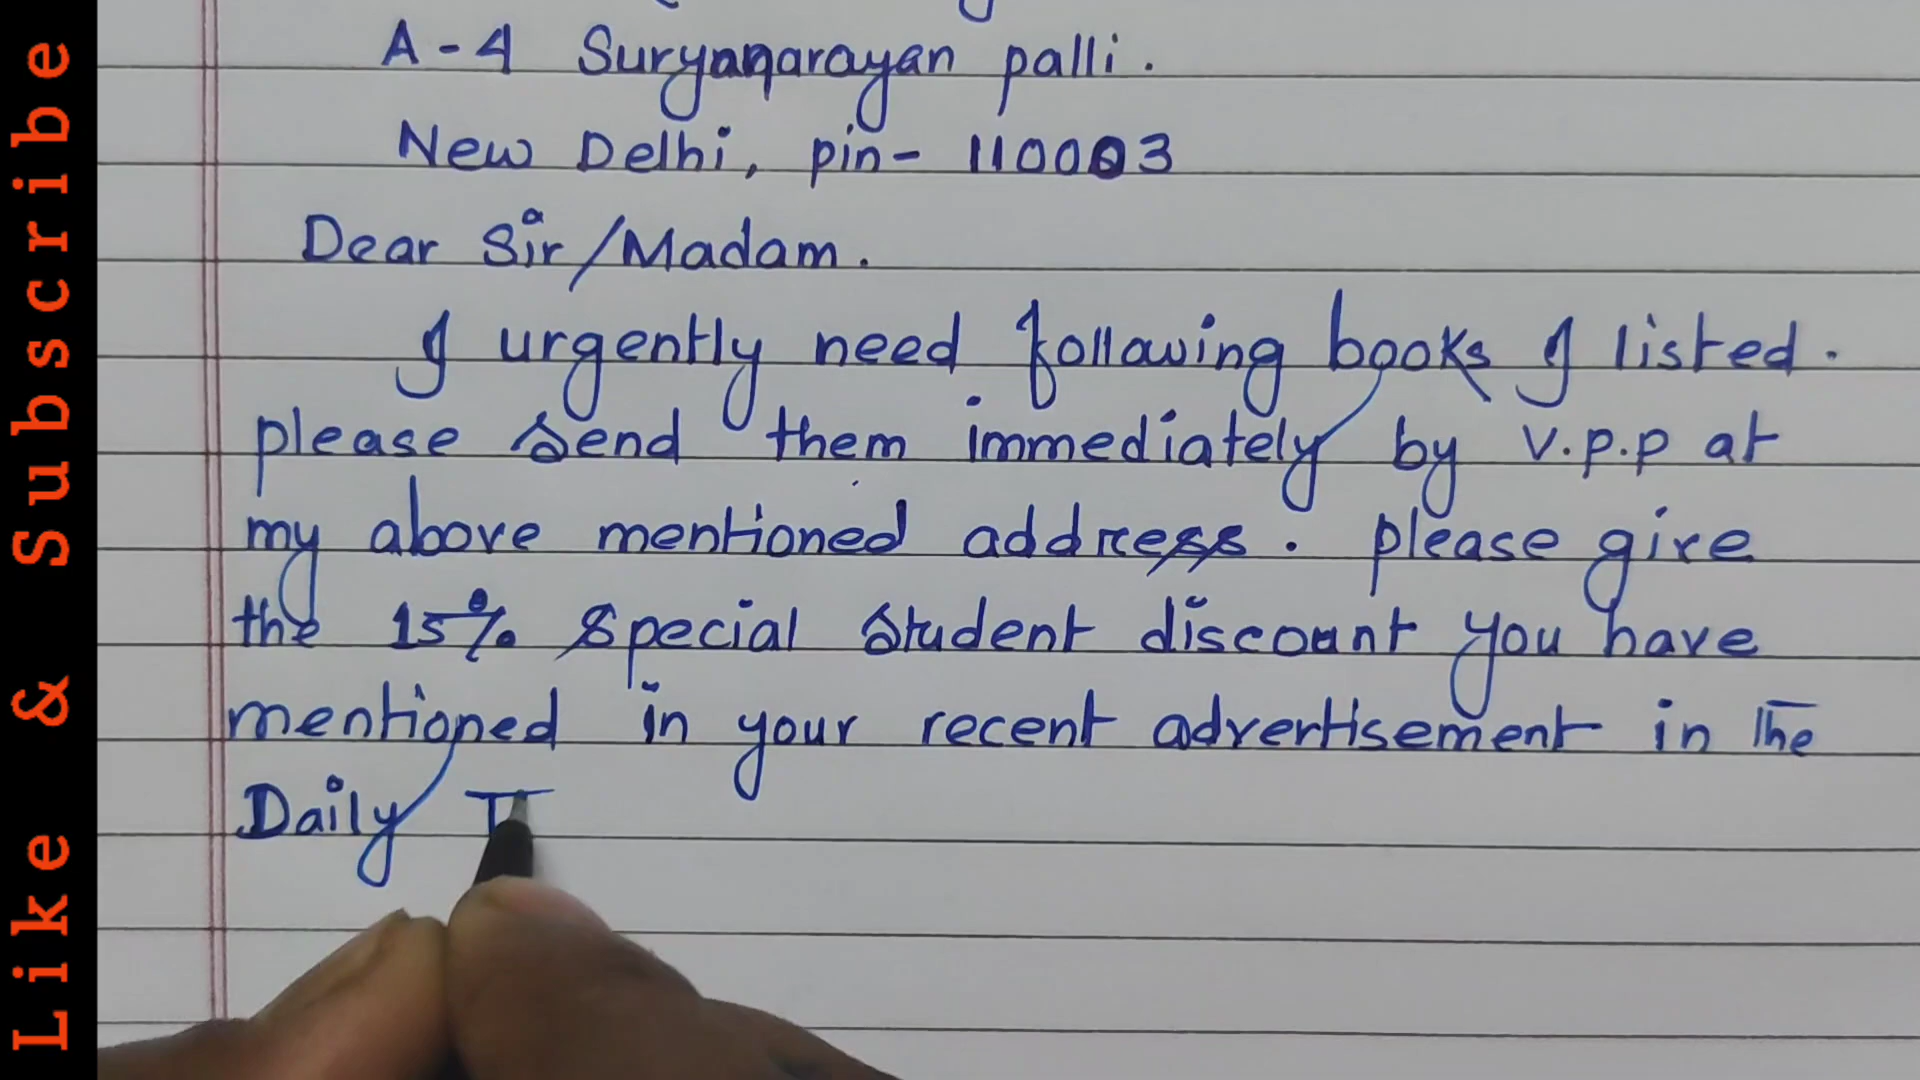 Like & Subscribe
A-4 Suryanarayan palli.
New Delhi, pin- 110003
Dear Sir/Madam.
I urgently need following books I listed.
please send them immediately by v.p.p at
my above mentioned address. please give
the 15% special student discount you have
mentioned in your recent advertisement in The
Daily